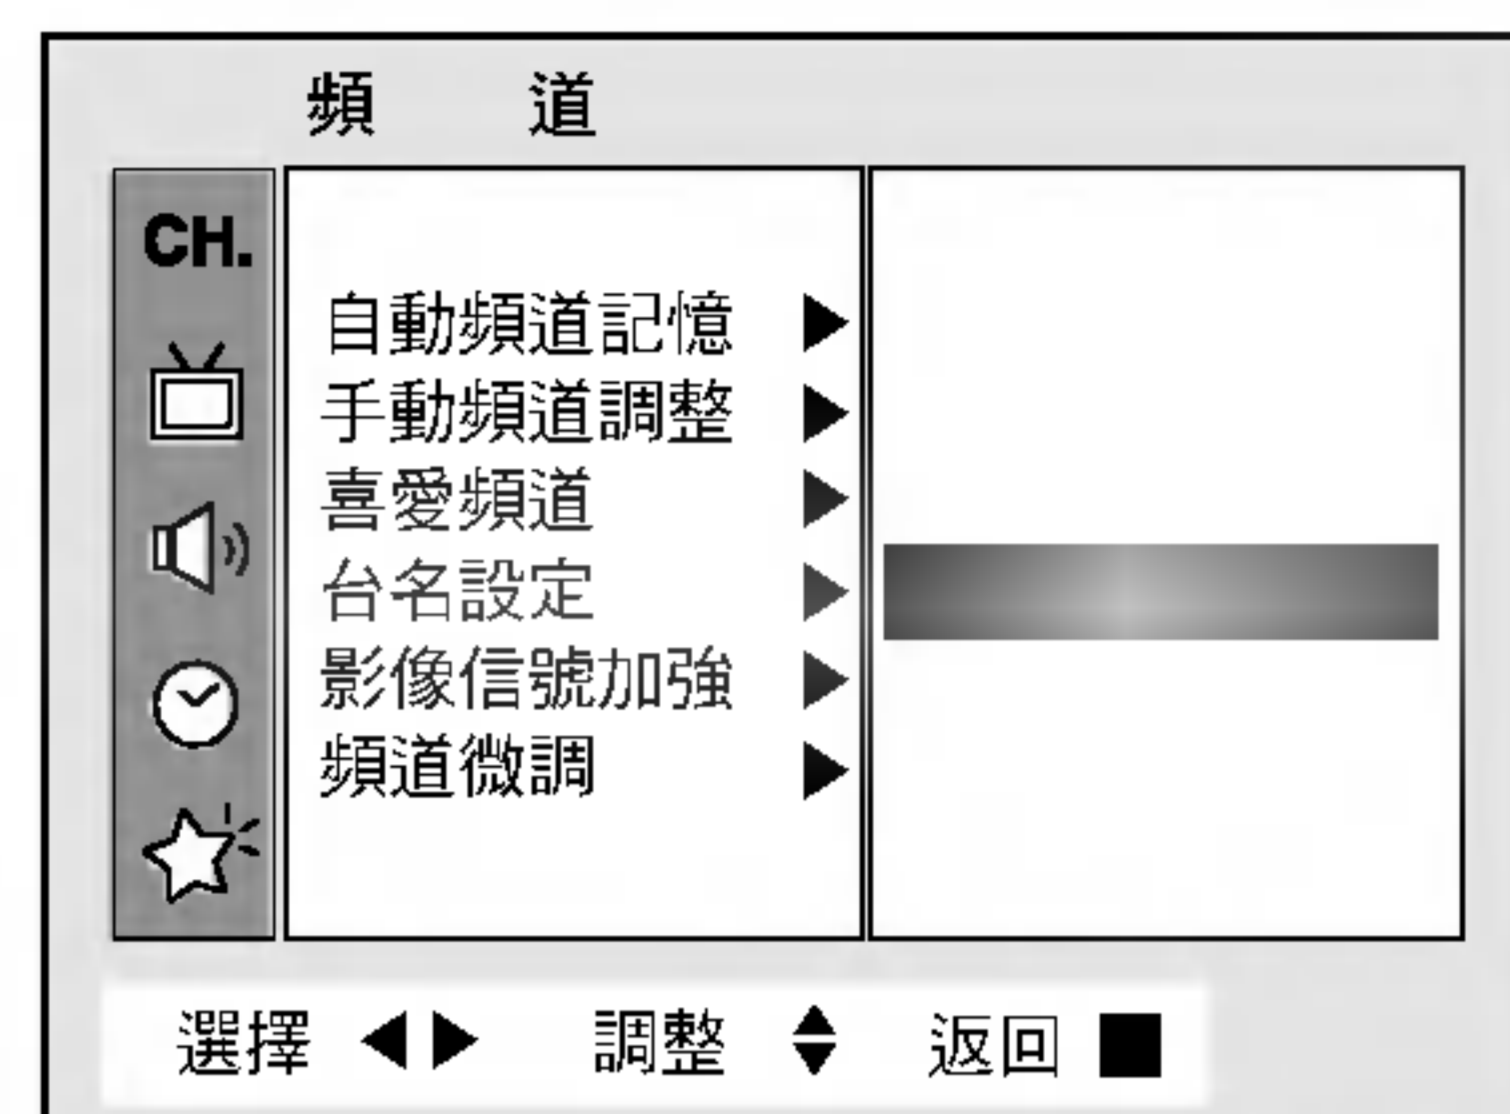 頻 道
CH.
自動頻道記憶 ▶
手動頻道調整 ▶
喜愛頻道 ▶
台名設定 ▶
影像信號加強 ▶
頻道微調 ▶
選擇 ◀ ▶ 調整 ▲▼ 返回 ■